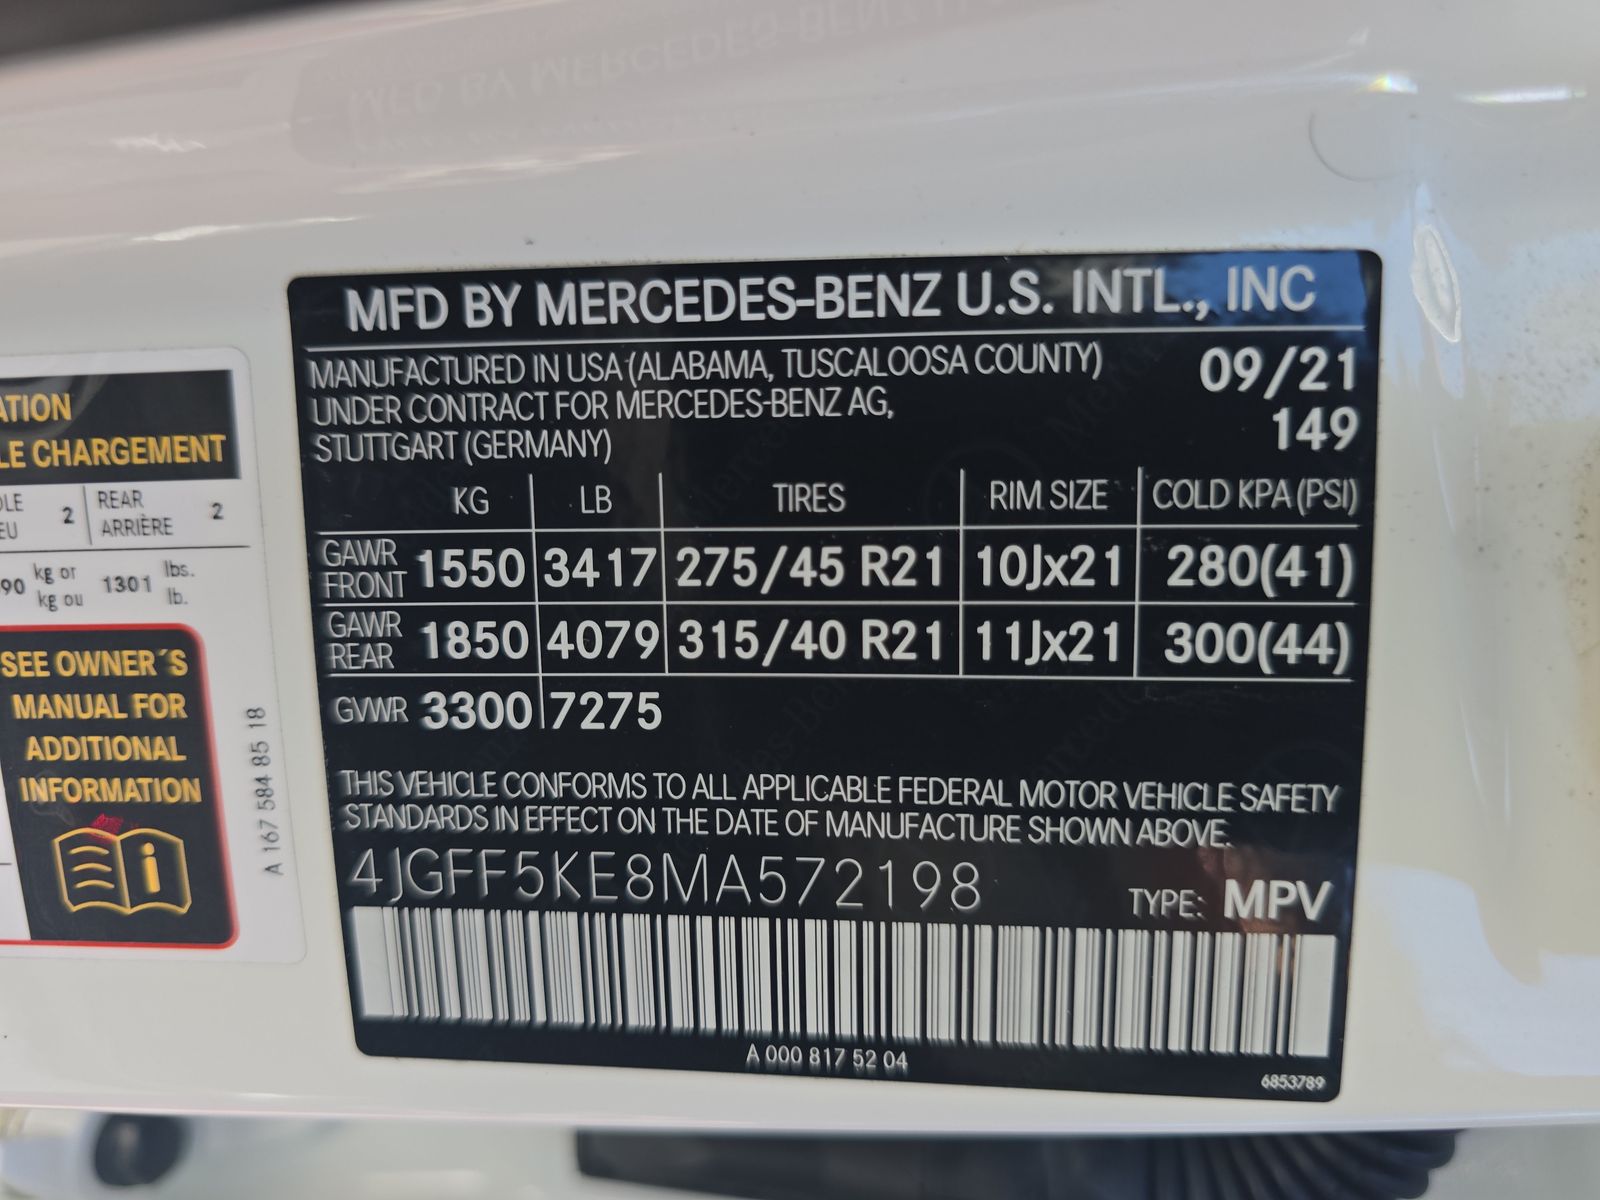 MFD BY MERCEDES-BENZ U.S. INTL., INC
MANUFACTURED IN USA (ALABAMA, TUSCALOOSA COUNTY) 09/21
UNDER CONTRACT FOR MERCEDES-BENZ AG,
STUTTGART (GERMANY) 149
KG LB TIRES RIM SIZE COLD KPA (PSI)
GAWR FRONT 1550 3417 275/45 R21 10Jx21 280(41)
GAWR REAR 1850 4079 315/40 R21 11Jx21 300(44)
GVWR 3300 7275
THIS VEHICLE CONFORMS TO ALL APPLICABLE FEDERAL MOTOR VEHICLE SAFETY
STANDARDS IN EFFECT ON THE DATE OF MANUFACTURE SHOWN ABOVE.
4JGFF5KE8MA572198 TYPE: MPV
A 000 817 52 04
6853789
ATION
LE CHARGEMENT
2 REAR 2
ARRIÈRE
90 kg or 1301 lbs.
kg ou lb.
SEE OWNER´S
MANUAL FOR
ADDITIONAL
INFORMATION
i
A 167 584 85 18